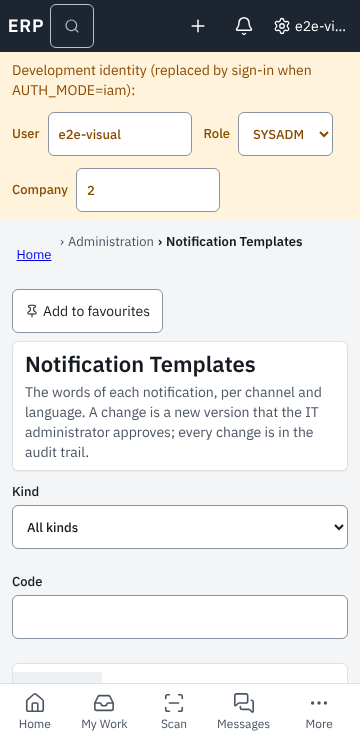 ERP
e2e-vi...
Development identity (replaced by sign-in when
AUTH_MODE=iam):
User e2e-visual Role SYSADM
Company 2
Home › Administration › Notification Templates
Add to favourites
Notification Templates
The words of each notification, per channel and
language. A change is a new version that the IT
administrator approves; every change is in the
audit trail.
Kind
All kinds
Code
Home My Work Scan Messages More